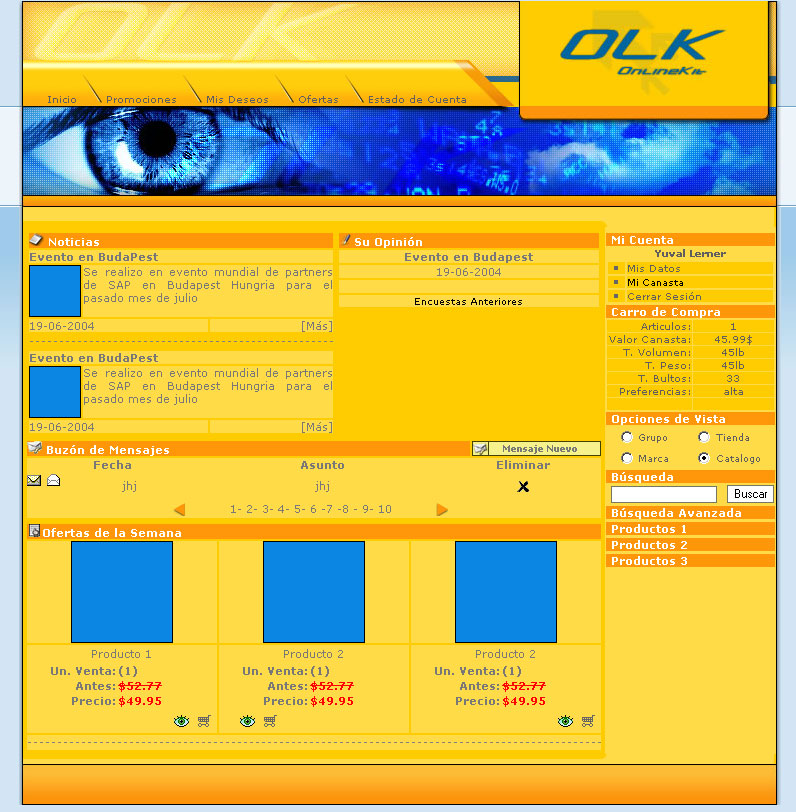 OLK
OLK
OnLineKit
Inicio
Promociones
Mis Deseos
Ofertas
Estado de Cuenta
47
48
Noticias
Evento en BudaPest
Se realizo en evento mundial de partners
de SAP en Budapest Hungria para el
pasado mes de julio
19-06-2004 [Más]
Evento en BudaPest
Se realizo en evento mundial de partners
de SAP en Budapest Hungria para el
pasado mes de julio
19-06-2004 [Más]
Su Opinión
Evento en Budapest
19-06-2004
Encuestas Anteriores
Buzón de Mensajes
Mensaje Nuevo
Fecha Asunto Eliminar
jhj jhj X
1- 2- 3- 4- 5- 6 -7 -8 - 9- 10
Ofertas de la Semana
Producto 1
Un. Venta: (1)
Antes: $52.77
Precio: $49.95
Producto 2
Un. Venta: (1)
Antes: $52.77
Precio: $49.95
Producto 2
Un. Venta: (1)
Antes: $52.77
Precio: $49.95
Mi Cuenta
Yuval Lerner
Mis Datos
Mi Canasta
Cerrar Sesión
Carro de Compra
Articulos: 1
Valor Canasta: 45.99$
T. Volumen: 45lb
T. Peso: 45lb
T. Bultos: 33
Preferencias: alta
Opciones de Vista
Grupo Tienda
Marca Catalogo
Búsqueda
Buscar
Búsqueda Avanzada
Productos 1
Productos 2
Productos 3